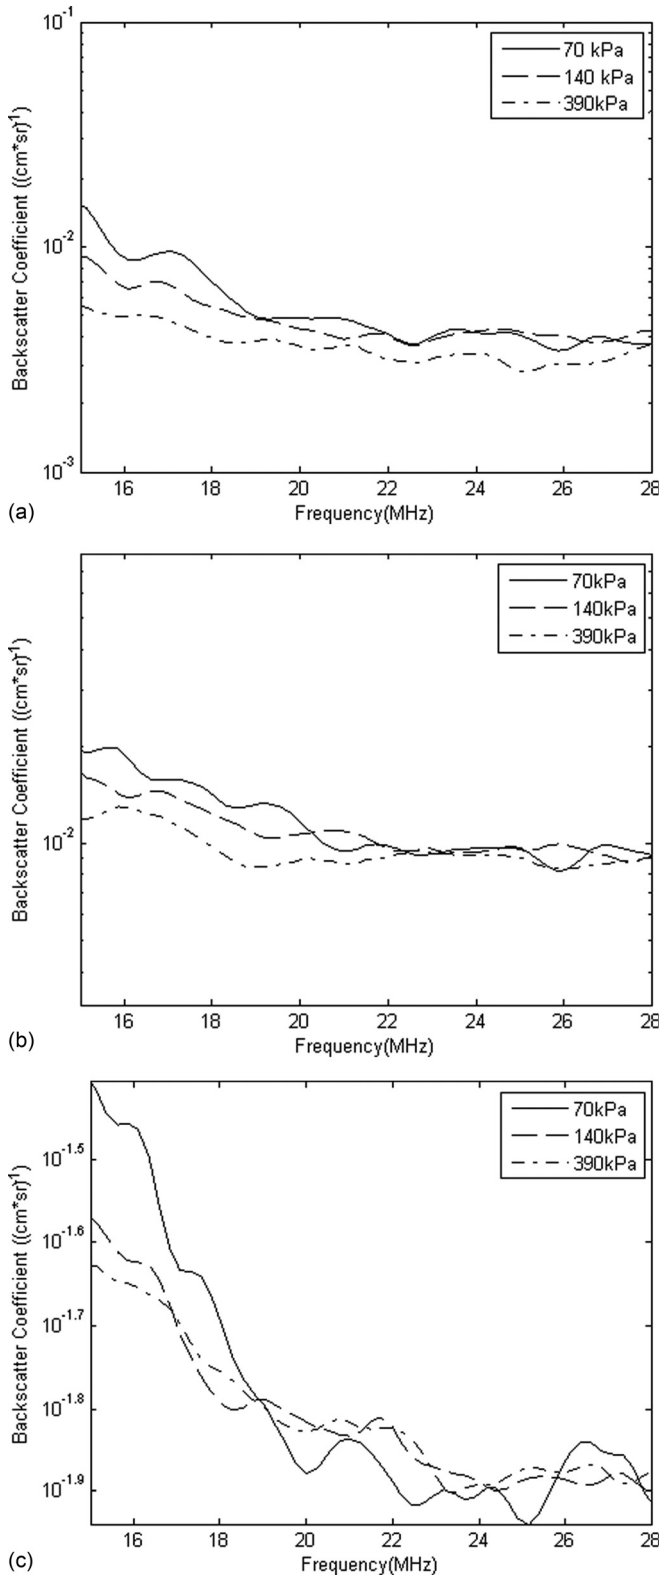 10^-1
70 kPa
140 kPa
390kPa
Backscatter Coefficient ((cm*sr)^-1)
10^-2
10^-3
16 18 20 22 24 26 28
Frequency(MHz)
(a)
70kPa
140kPa
390kPa
Backscatter Coefficient ((cm*sr)^-1)
10^-2
16 18 20 22 24 26 28
Frequency(MHz)
(b)
70kPa
140kPa
390kPa
Backscatter Coefficient ((cm*sr)^-1)
10^-1.5
10^-1.6
10^-1.7
10^-1.8
10^-1.9
16 18 20 22 24 26 28
Frequency(MHz)
(c)